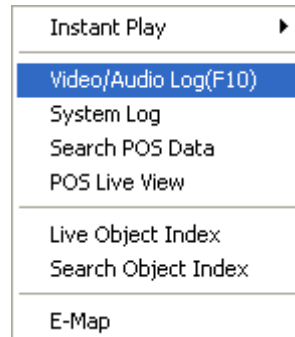 Instant Play
Video/Audio Log(F10)
System Log
Search POS Data
POS Live View
Live Object Index
Search Object Index
E-Map